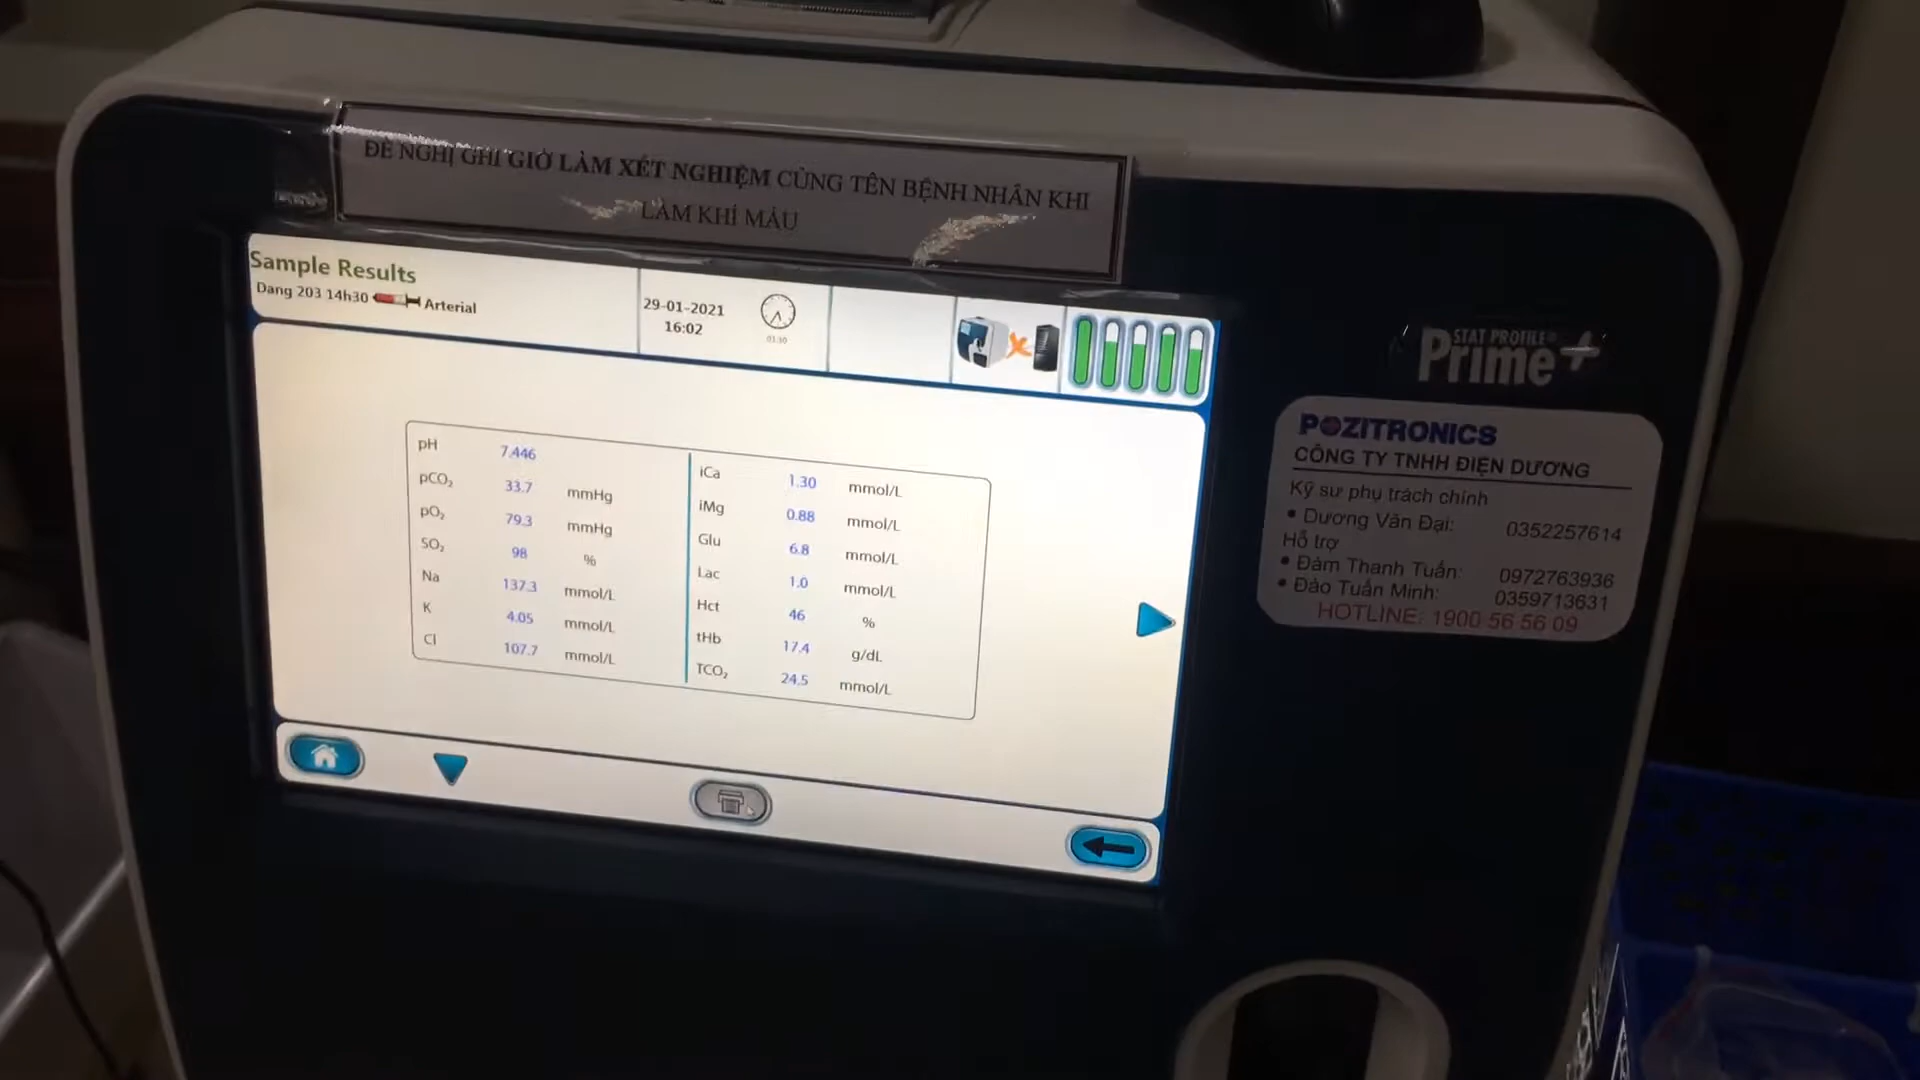 ĐỀ NGHỊ GHI GIỜ LÀM XÉT NGHIỆM CÙNG TÊN BỆNH NHÂN KHI
LÀM KHÍ MÁU
Sample Results
Dang 203 14h30 Arterial
29-01-2021
16:02
STAT PROFILE®
Prime+
POZITRONICS
CÔNG TY TNHH ĐIỆN DƯƠNG
Kỹ sư phụ trách chính
• Dương Văn Đại: 0352257614
Hỗ trợ
• Đàm Thanh Tuấn: 0972763936
• Đào Tuấn Minh: 0359713631
HOTLINE: 1900 56 56 09
pH 7.446
pCO₂ 33.7 mmHg
pO₂ 79.3 mmHg
SO₂ 98 %
Na 137.3 mmol/L
K 4.05 mmol/L
Cl 107.7 mmol/L
iCa 1.30 mmol/L
iMg 0.88 mmol/L
Glu 6.8 mmol/L
Lac 1.0 mmol/L
Hct 46 %
tHb 17.4 g/dL
TCO₂ 24.5 mmol/L